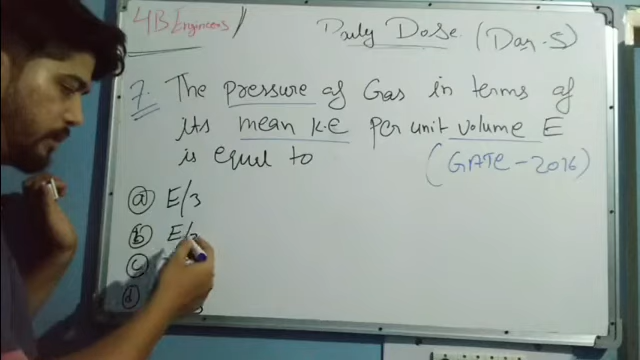 4B Engineers
Daily Dose (Day-5)
7. The pressure of Gas in terms of
its mean k.e per unit volume E
is equal to (GATE-2016)
(a) E/3
(b) E/2
(c)
(d)